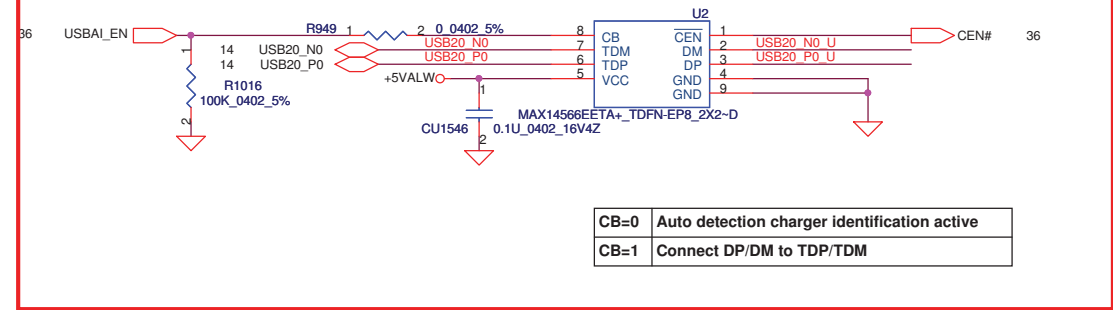 U2
R949 1 2 0_0402_5%
36 USBAI_EN 8 CB CEN 1 CEN# 36
14 USB20_N0 USB20_N0 7 TDM DM 2 USB20_N0_U
14 USB20_P0 USB20_P0 6 TDP DP 3 USB20_P0_U
+5VALW 5 VCC GND 4
GND 9
1
R1016
100K_0402_5%
2
MAX14566EETA+_TDFN-EP8_2X2~D
1
CU1546 0.1U_0402_16V4Z
2
CB=0 Auto detection charger identification active
CB=1 Connect DP/DM to TDP/TDM